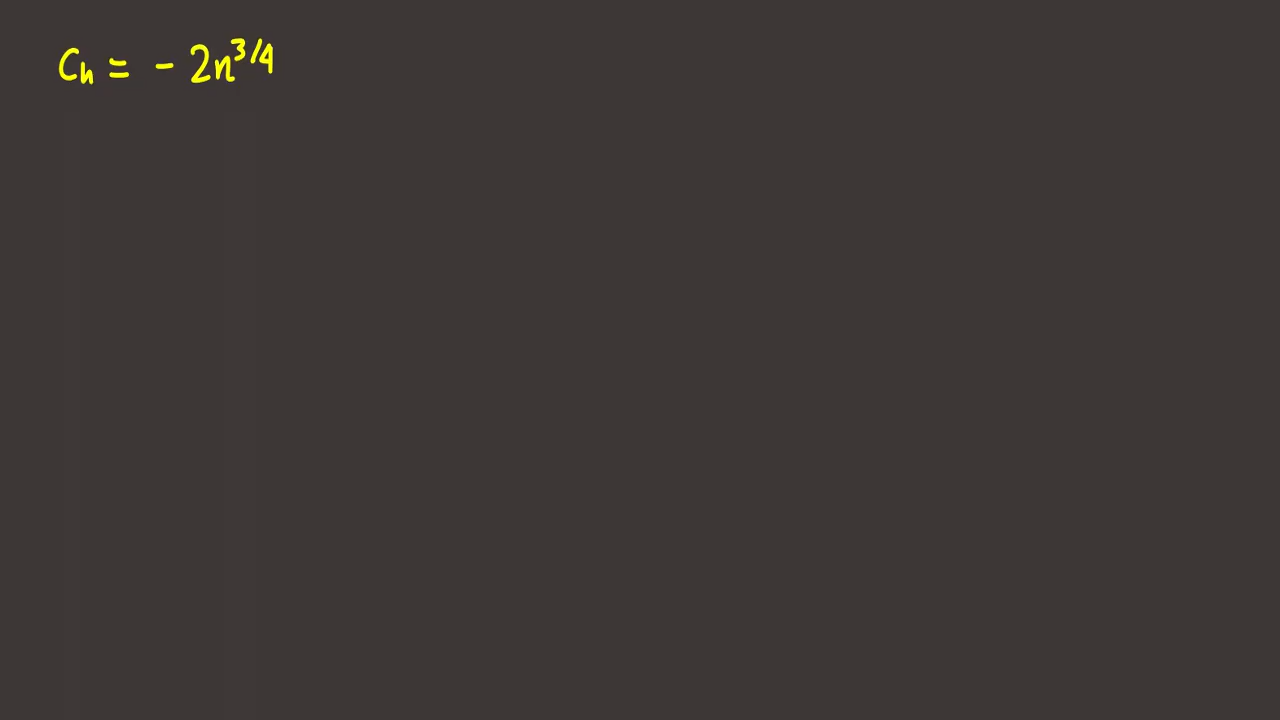 Cₙ = - 2n^{3/4}